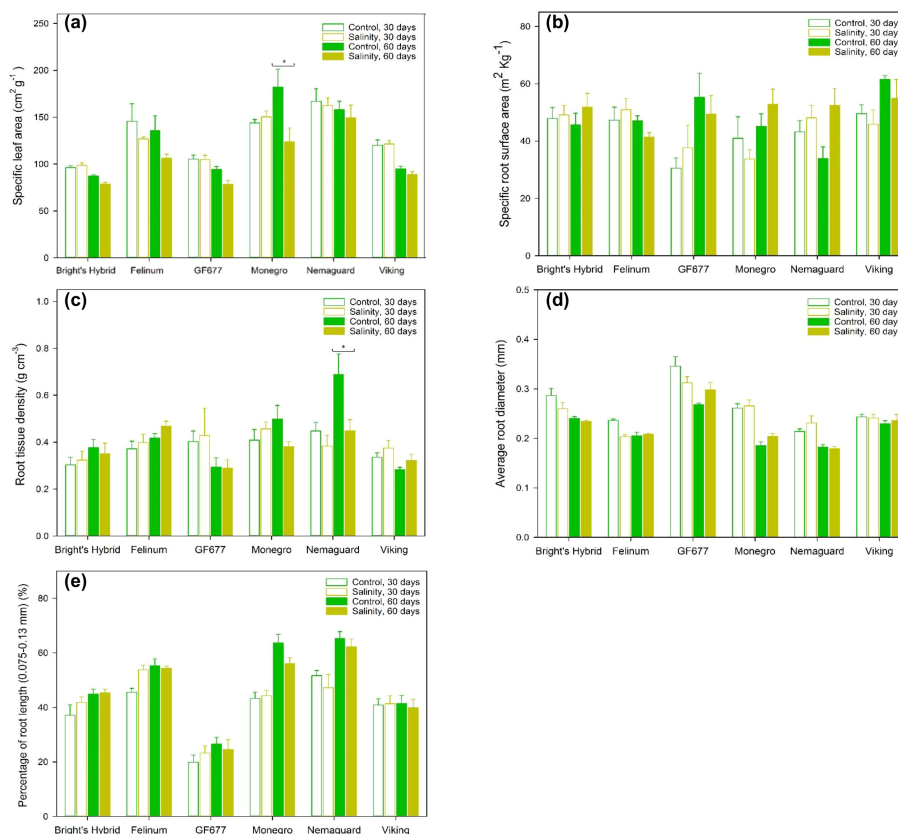 (a)
Control, 30 days
Salinity, 30 days
Control, 60 days
Salinity, 60 days
*
Specific leaf area (cm² g⁻¹)
250
200
150
100
50
0
Bright's Hybrid Felinum GF677 Monegro Nemaguard Viking
(b)
Control, 30 day
Salinity, 30 day
Control, 60 day
Salinity, 60 day
Specific root surface area (m² Kg⁻¹)
80
60
40
20
0
Bright's Hybrid Felinum GF677 Monegro Nemaguard Viking
(c)
Control, 30 days
Salinity, 30 days
Control, 60 days
Salinity, 60 days
*
Root tissue density (g cm⁻³)
1.0
0.8
0.6
0.4
0.2
0.0
Bright's Hybrid Felinum GF677 Monegro Nemaguard Viking
(d)
Control, 30 day
Salinity, 30 day
Control, 60 day
Salinity, 60 day
Average root diameter (mm)
0.5
0.4
0.3
0.2
0.1
0.0
Bright's Hybrid Felinum GF677 Monegro Nemaguard Viking
(e)
Control, 30 days
Salinity, 30 days
Control, 60 days
Salinity, 60 days
Percentage of root length (0.075-0.13 mm) (%)
80
60
40
20
0
Bright's Hybrid Felinum GF677 Monegro Nemaguard Viking